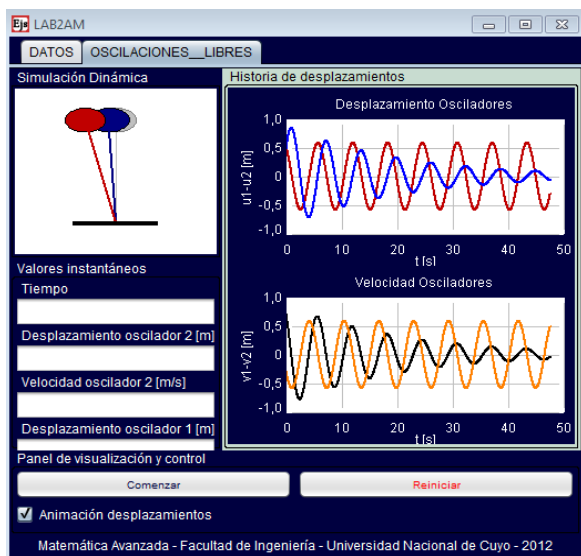 Ejs LAB2AM
DATOS OSCILACIONES__LIBRES
Simulación Dinámica
Valores instantáneos
Tiempo
Desplazamiento oscilador 2 [m]
Velocidad oscilador 2 [m/s]
Desplazamiento oscilador 1 [m]
Historia de desplazamientos
Desplazamiento Osciladores
u1-u2 [m]
1,0
0,5
0
-0,5
-1,0
0 10 20 30 40 50
t [s]
Velocidad Osciladores
v1-v2 [m]
1,0
0,5
0
-0,5
-1,0
0 10 20 30 40 50
t [s]
Panel de visualización y control
Comenzar Reiniciar
Animación desplazamientos
Matemática Avanzada - Facultad de Ingeniería - Universidad Nacional de Cuyo - 2012